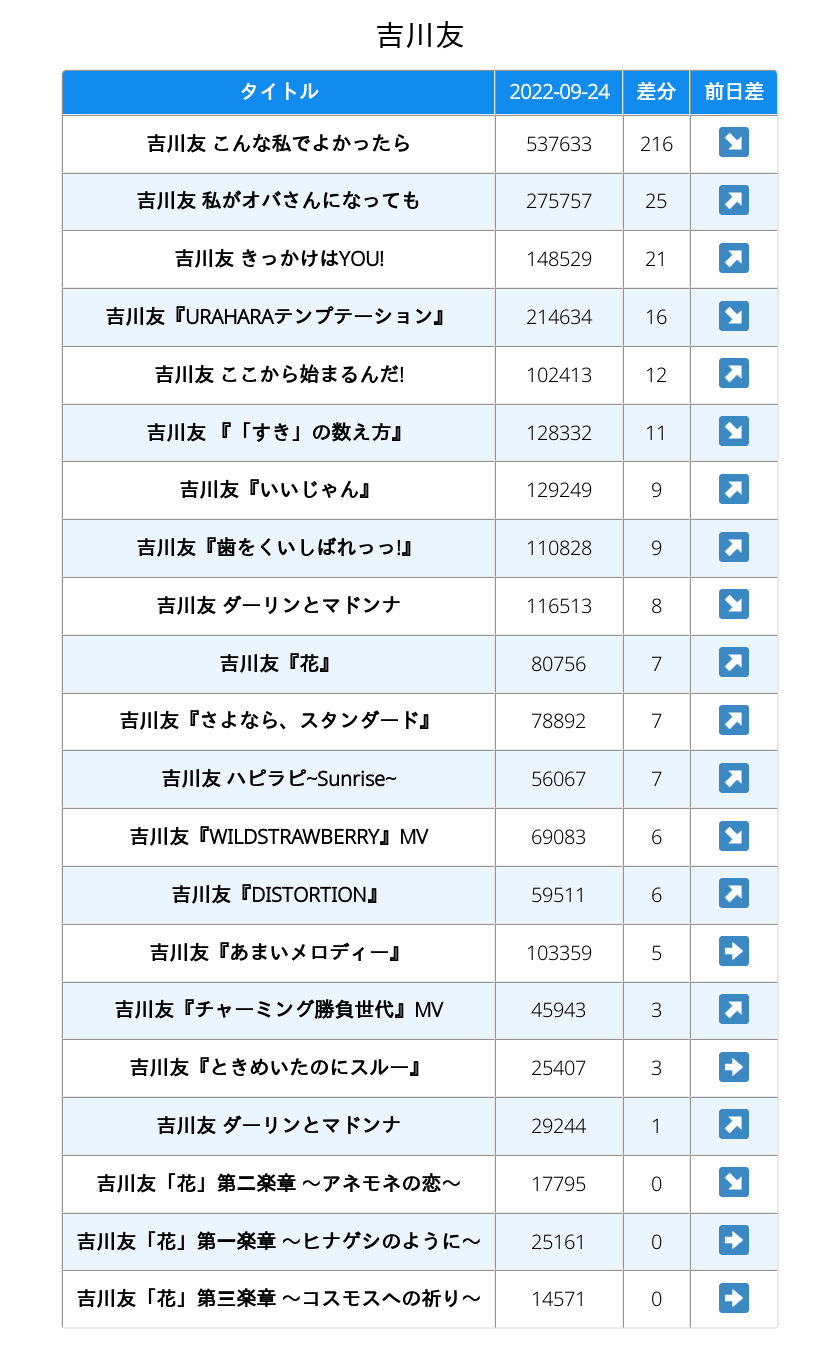 吉川友
タイトル 2022-09-24 差分 前日差
吉川友 こんな私でよかったら 537633 216 ↘
吉川友 私がオバさんになっても 275757 25 ↗
吉川友 きっかけはYOU! 148529 21 ↗
吉川友『URAHARAテンプテーション』 214634 16 ↘
吉川友 ここから始まるんだ! 102413 12 ↗
吉川友 『「すき」の数え方』 128332 11 ↘
吉川友『いいじゃん』 129249 9 ↗
吉川友『歯をくいしばれっっ!』 110828 9 ↗
吉川友 ダーリンとマドンナ 116513 8 ↘
吉川友『花』 80756 7 ↗
吉川友『さよなら、スタンダード』 78892 7 ↗
吉川友 ハピラピ~Sunrise~ 56067 7 ↗
吉川友『WILDSTRAWBERRY』MV 69083 6 ↘
吉川友『DISTORTION』 59511 6 ↗
吉川友『あまいメロディー』 103359 5 ➡
吉川友『チャーミング勝負世代』MV 45943 3 ↗
吉川友『ときめいたのにスルー』 25407 3 ➡
吉川友 ダーリンとマドンナ 29244 1 ↗
吉川友「花」第二楽章 〜アネモネの恋〜 17795 0 ↘
吉川友「花」第一楽章 〜ヒナゲシのように〜 25161 0 ➡
吉川友「花」第三楽章 〜コスモスへの祈り〜 14571 0 ➡